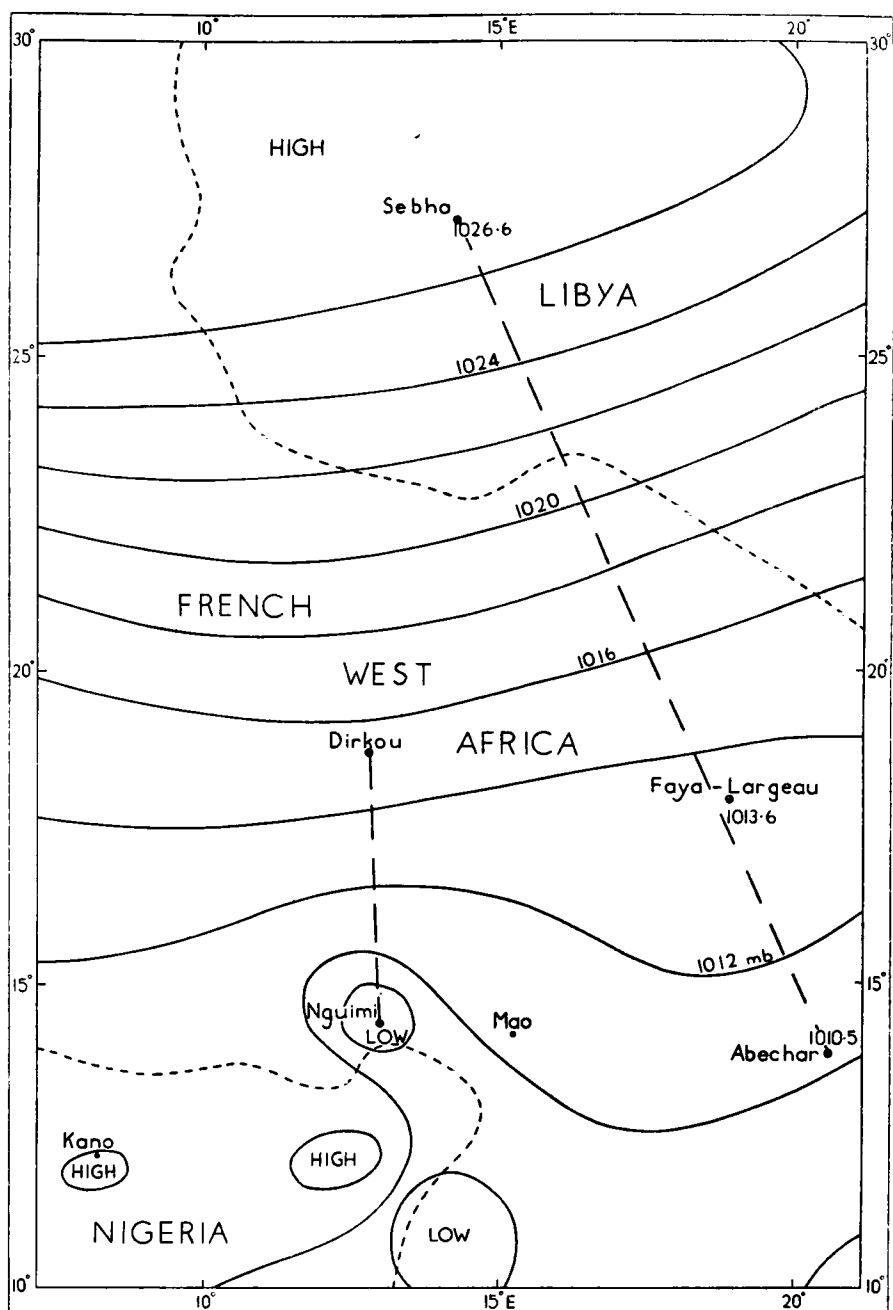 10°
15°E
20°
30°
30°
HIGH
Sebha
1026·6
LIBYA
25°
25°
1024
1020
FRENCH
1016
WEST
20°
20°
Dirkou
AFRICA
Faya-Largeau
1013·6
1012 mb
15°
15°
Nguimi
LOW
Mao
1010·5
Abechar
Kano
HIGH
HIGH
NIGERIA
LOW
10°
10°
10°
15°E
20°